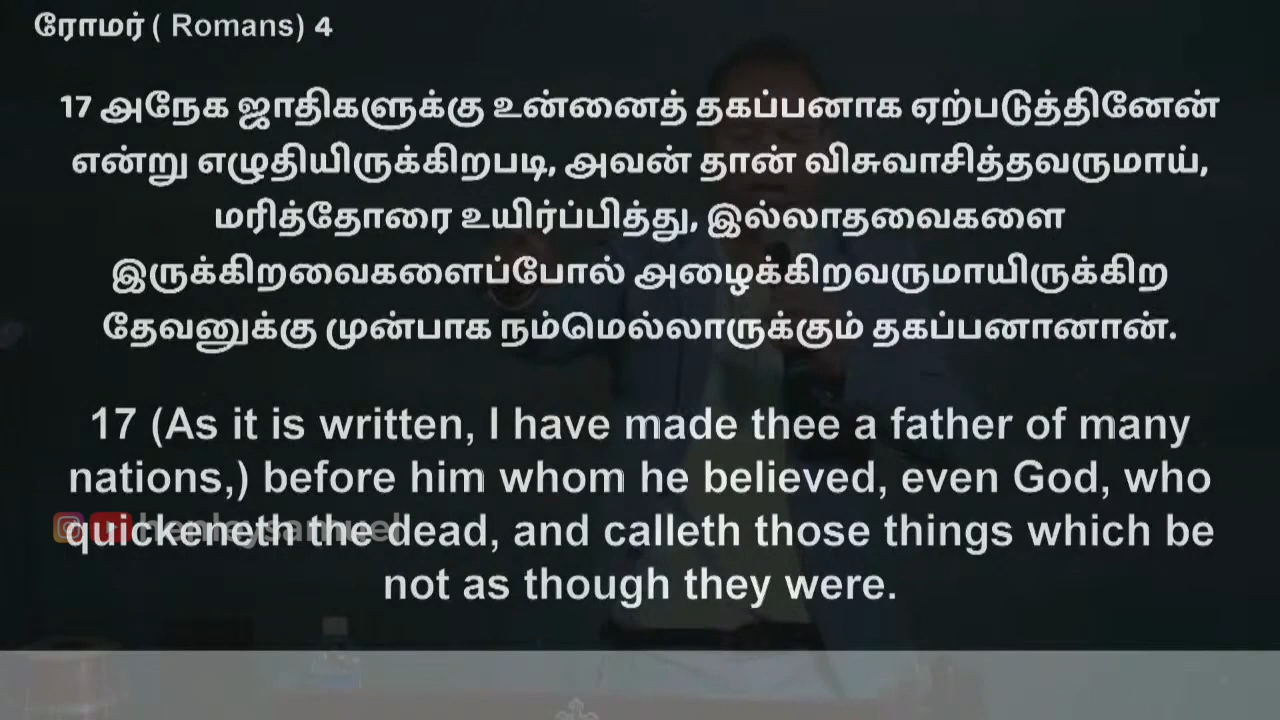 ரோமர் ( Romans) 4
17 அநேக ஜாதிகளுக்கு உன்னைத் தகப்பனாக ஏற்படுத்தினேன்
என்று எழுதியிருக்கிறபடி, அவன் தான் விசுவாசித்தவருமாய்,
மரித்தோரை உயிர்ப்பித்து, இல்லாதவைகளை
இருக்கிறவைகளைப்போல் அழைக்கிறவருமாயிருக்கிற
தேவனுக்கு முன்பாக நம்மெல்லாருக்கும் தகப்பனானான்.
17 (As it is written, I have made thee a father of many
nations,) before him whom he believed, even God, who
quickeneth the dead, and calleth those things which be
not as though they were.